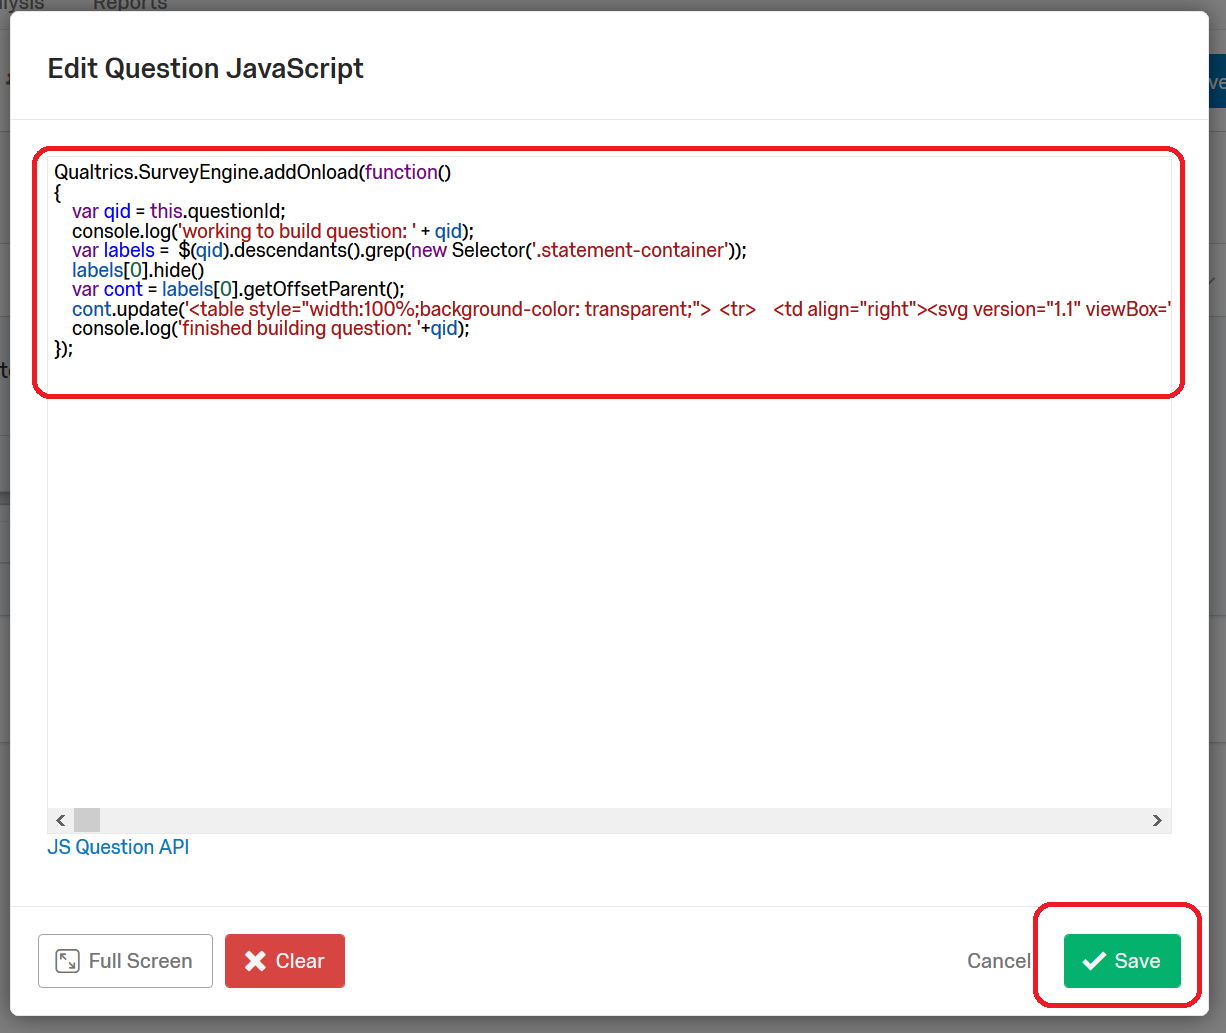 Reports
Edit Question JavaScript
Qualtrics.SurveyEngine.addOnload(function()
{
var qid = this.questionId;
console.log('working to build question: ' + qid);
var labels =  $(qid).descendants().grep(new Selector('.statement-container'));
labels[0].hide()
var cont = labels[0].getOffsetParent();
cont.update('<table style="width:100%;background-color: transparent;"> <tr>   <td align="right"><svg version="1.1" viewBox='
console.log('finished building question: '+qid);
});
JS Question API
Full Screen
Clear
Cancel
Save